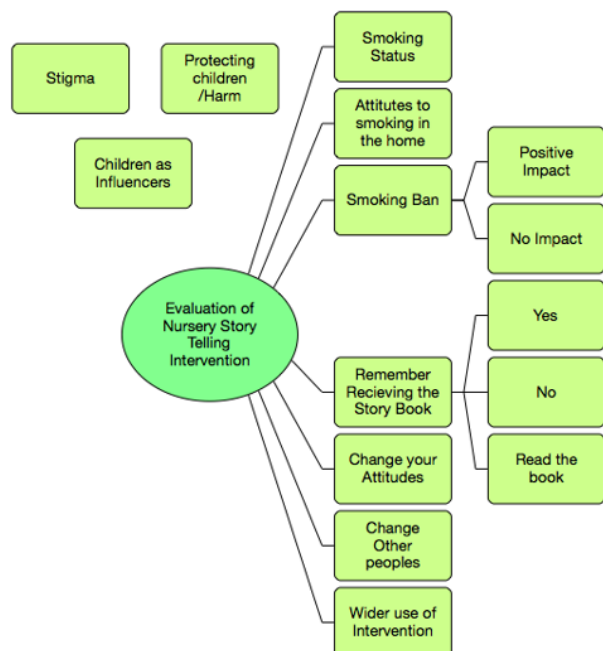 Stigma
Protecting
children
/Harm
Children as
Influencers
Evaluation of
Nursery Story
Telling
Intervention
Smoking
Status
Attitutes to
smoking in
the home
Smoking Ban
Positive
Impact
No Impact
Remember
Recieving the
Story Book
Yes
No
Read the
book
Change your
Attitudes
Change
Other
peoples
Wider use of
Intervention